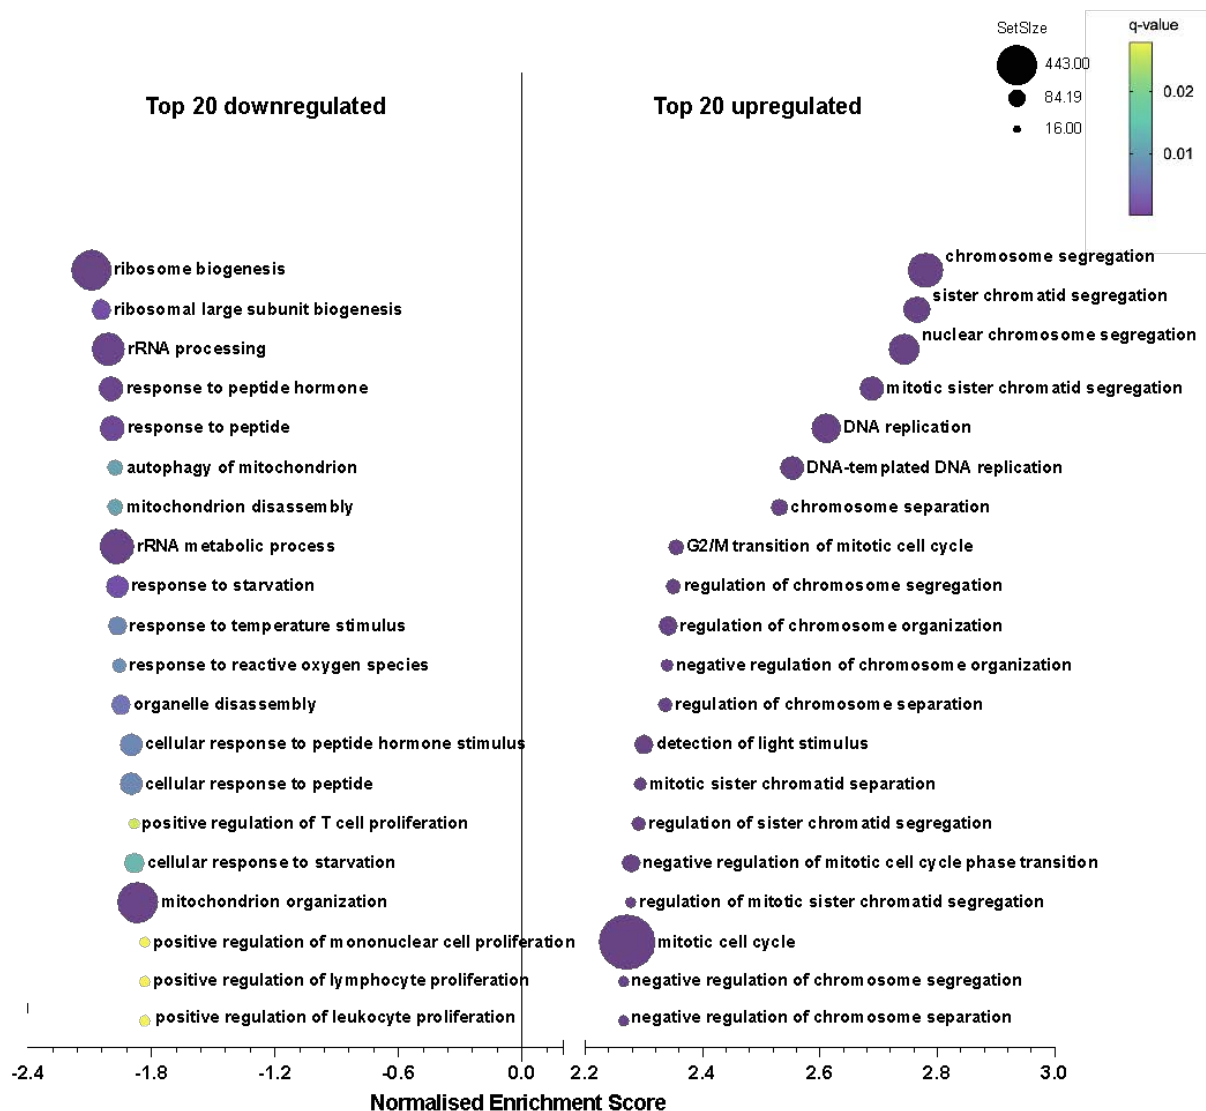 SetSIze
443.00
84.19
16.00
q-value
0.02
0.01
Top 20 downregulated
Top 20 upregulated
ribosome biogenesis
ribosomal large subunit biogenesis
rRNA processing
response to peptide hormone
response to peptide
autophagy of mitochondrion
mitochondrion disassembly
rRNA metabolic process
response to starvation
response to temperature stimulus
response to reactive oxygen species
organelle disassembly
cellular response to peptide hormone stimulus
cellular response to peptide
positive regulation of T cell proliferation
cellular response to starvation
mitochondrion organization
positive regulation of mononuclear cell proliferation
positive regulation of lymphocyte proliferation
positive regulation of leukocyte proliferation
chromosome segregation
sister chromatid segregation
nuclear chromosome segregation
mitotic sister chromatid segregation
DNA replication
DNA-templated DNA replication
chromosome separation
G2/M transition of mitotic cell cycle
regulation of chromosome segregation
regulation of chromosome organization
negative regulation of chromosome organization
regulation of chromosome separation
detection of light stimulus
mitotic sister chromatid separation
regulation of sister chromatid segregation
negative regulation of mitotic cell cycle phase transition
regulation of mitotic sister chromatid segregation
mitotic cell cycle
negative regulation of chromosome segregation
negative regulation of chromosome separation
-2.4 -1.8 -1.2 -0.6 0.0 2.2 2.4 2.6 2.8 3.0
Normalised Enrichment Score